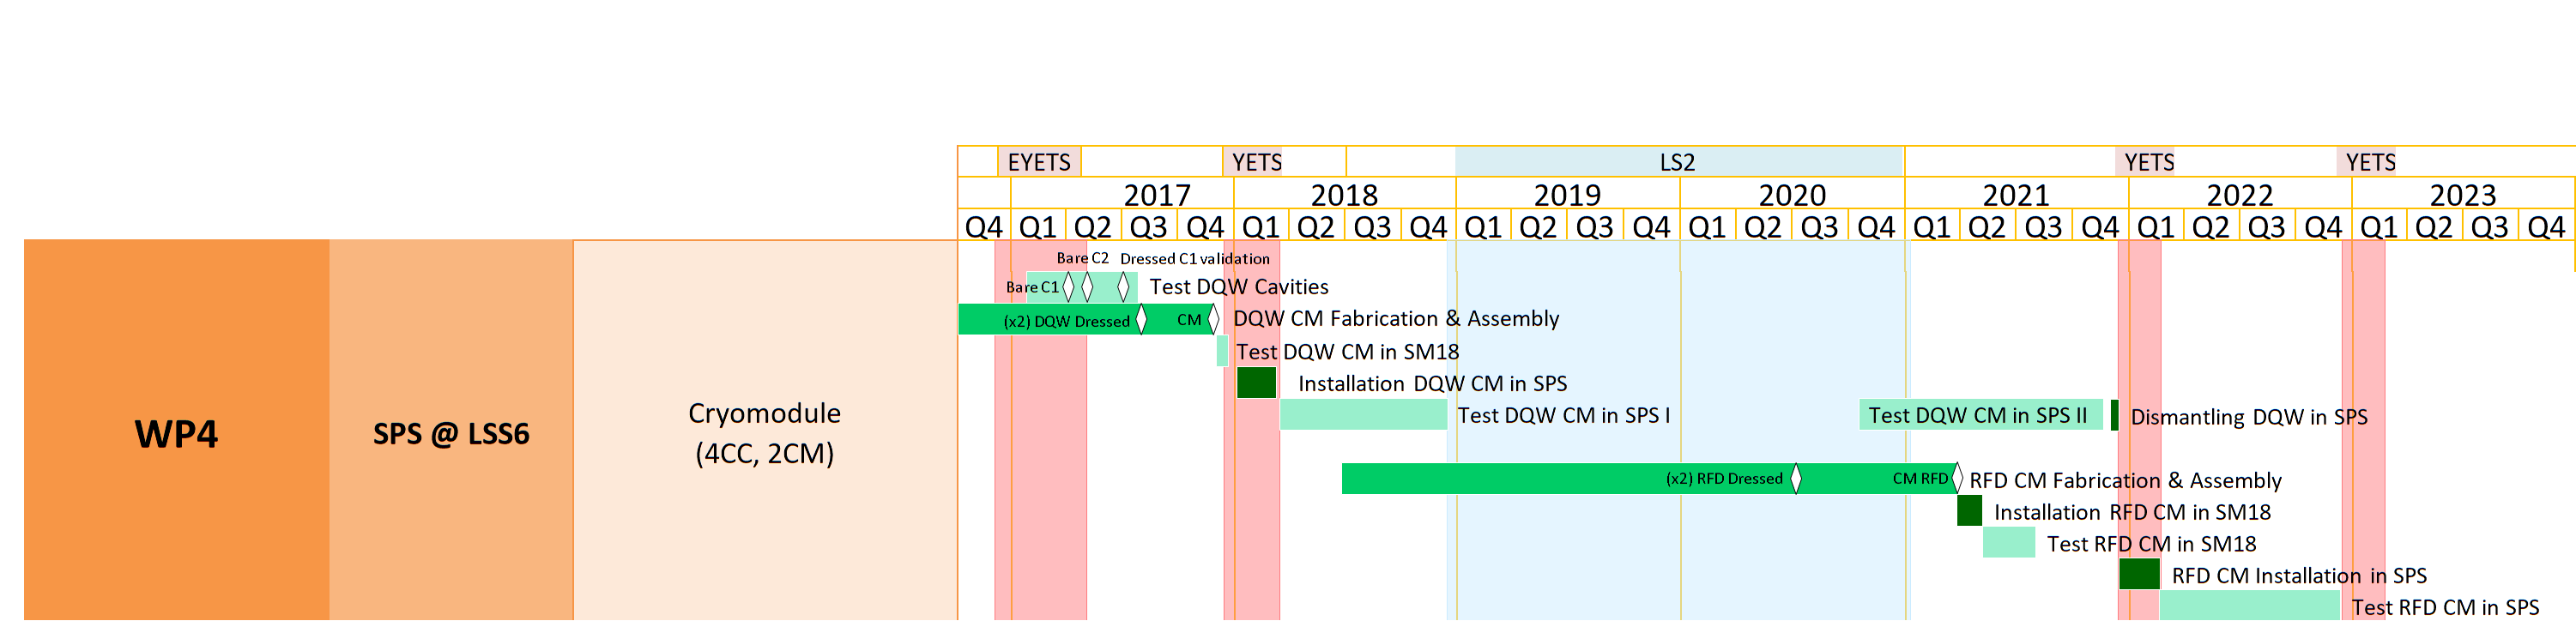 EYETS YETS LS2 YETS YETS
2017 2018 2019 2020 2021 2022 2023
Q4 Q1 Q2 Q3 Q4 Q1 Q2 Q3 Q4 Q1 Q2 Q3 Q4 Q1 Q2 Q3 Q4 Q1 Q2 Q3 Q4 Q1 Q2 Q3 Q4 Q1 Q2 Q3 Q4
WP4
SPS @ LSS6
Cryomodule
(4CC, 2CM)
Bare C2 Dressed C1 validation
Bare C1 Test DQW Cavities
(x2) DQW Dressed CM DQW CM Fabrication & Assembly
Test DQW CM in SM18
Installation DQW CM in SPS
Test DQW CM in SPS I Test DQW CM in SPS II Dismantling DQW in SPS
(x2) RFD Dressed CM RFD RFD CM Fabrication & Assembly
Installation RFD CM in SM18
Test RFD CM in SM18
RFD CM Installation in SPS
Test RFD CM in SPS